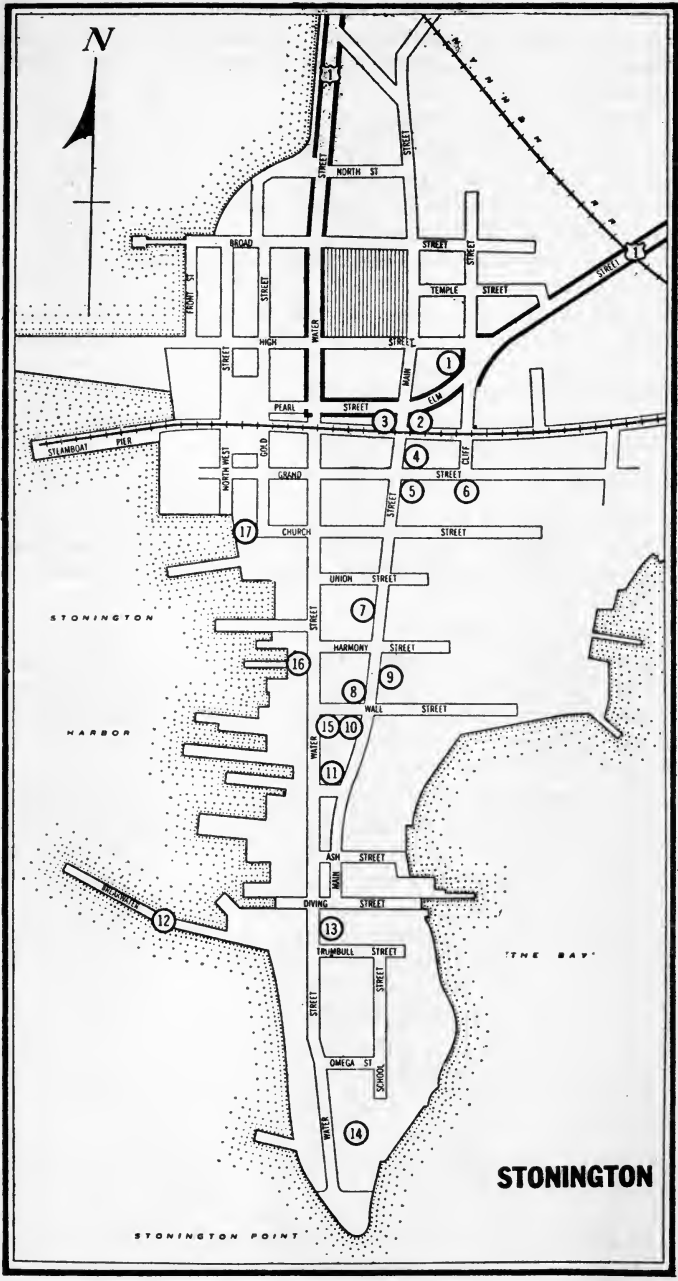 N
1
N Y N H & H R R
STREET
STREET
NORTH ST
BROAD
STREET
STREET
1
STREET
FRONT ST
STREET
TEMPLE STREET
WATER
HIGH
STREET
STREET
MAIN
1
ELM
PEARL
STREET
3
2
STEAMBOAT PIER
NORTHWEST
GOLD
4
CLIFF
GRAND
STREET
STREET
5
6
17
CHURCH
STREET
UNION STREET
STONINGTON
STREET
7
HARMONY STREET
16
9
8
WALL STREET
HARBOR
WATER
15
10
11
ASH STREET
MAIN
BREAKWATER
DIVING STREET
12
13
TRUMBULL STREET
"THE BAY"
STREET
STREET
OMEGA ST
SCHOOL
WATER
14
STONINGTON
STONINGTON POINT